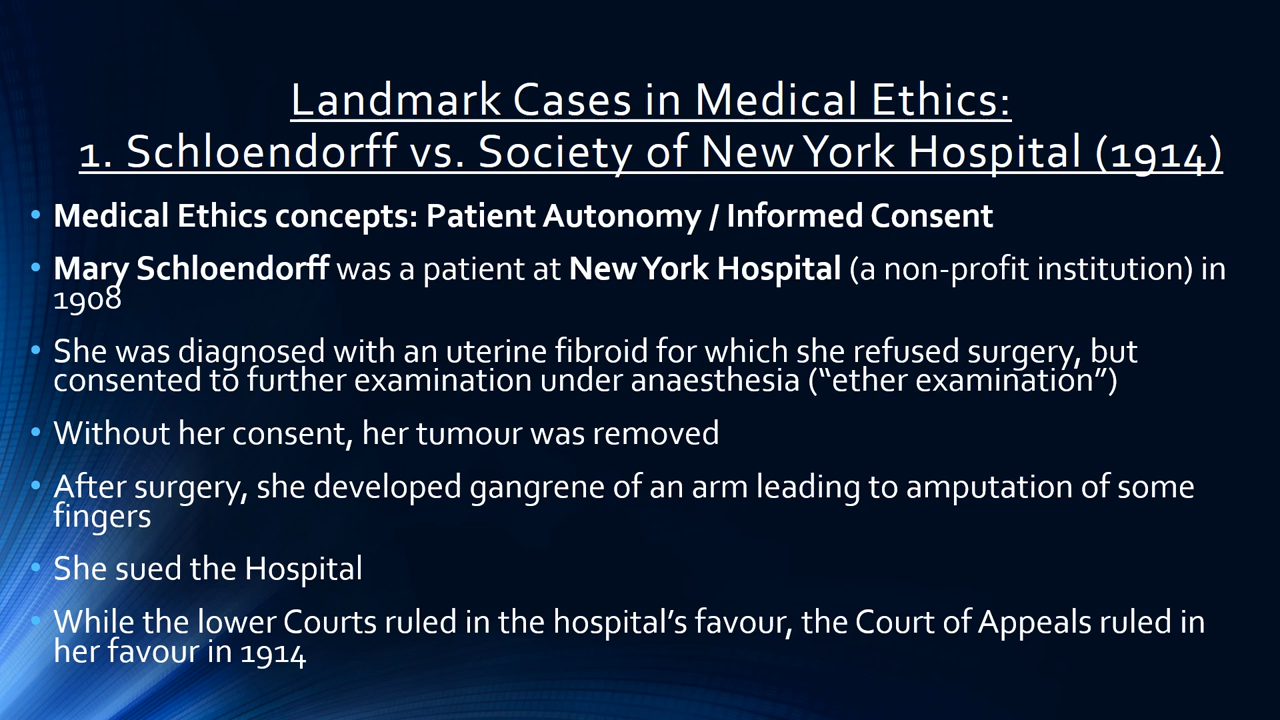 Landmark Cases in Medical Ethics:
1. Schloendorff vs. Society of New York Hospital (1914)
• Medical Ethics concepts: Patient Autonomy / Informed Consent
• Mary Schloendorff was a patient at New York Hospital (a non-profit institution) in
1908
• She was diagnosed with an uterine fibroid for which she refused surgery, but
consented to further examination under anaesthesia (“ether examination”)
• Without her consent, her tumour was removed
• After surgery, she developed gangrene of an arm leading to amputation of some
fingers
• She sued the Hospital
• While the lower Courts ruled in the hospital’s favour, the Court of Appeals ruled in
her favour in 1914